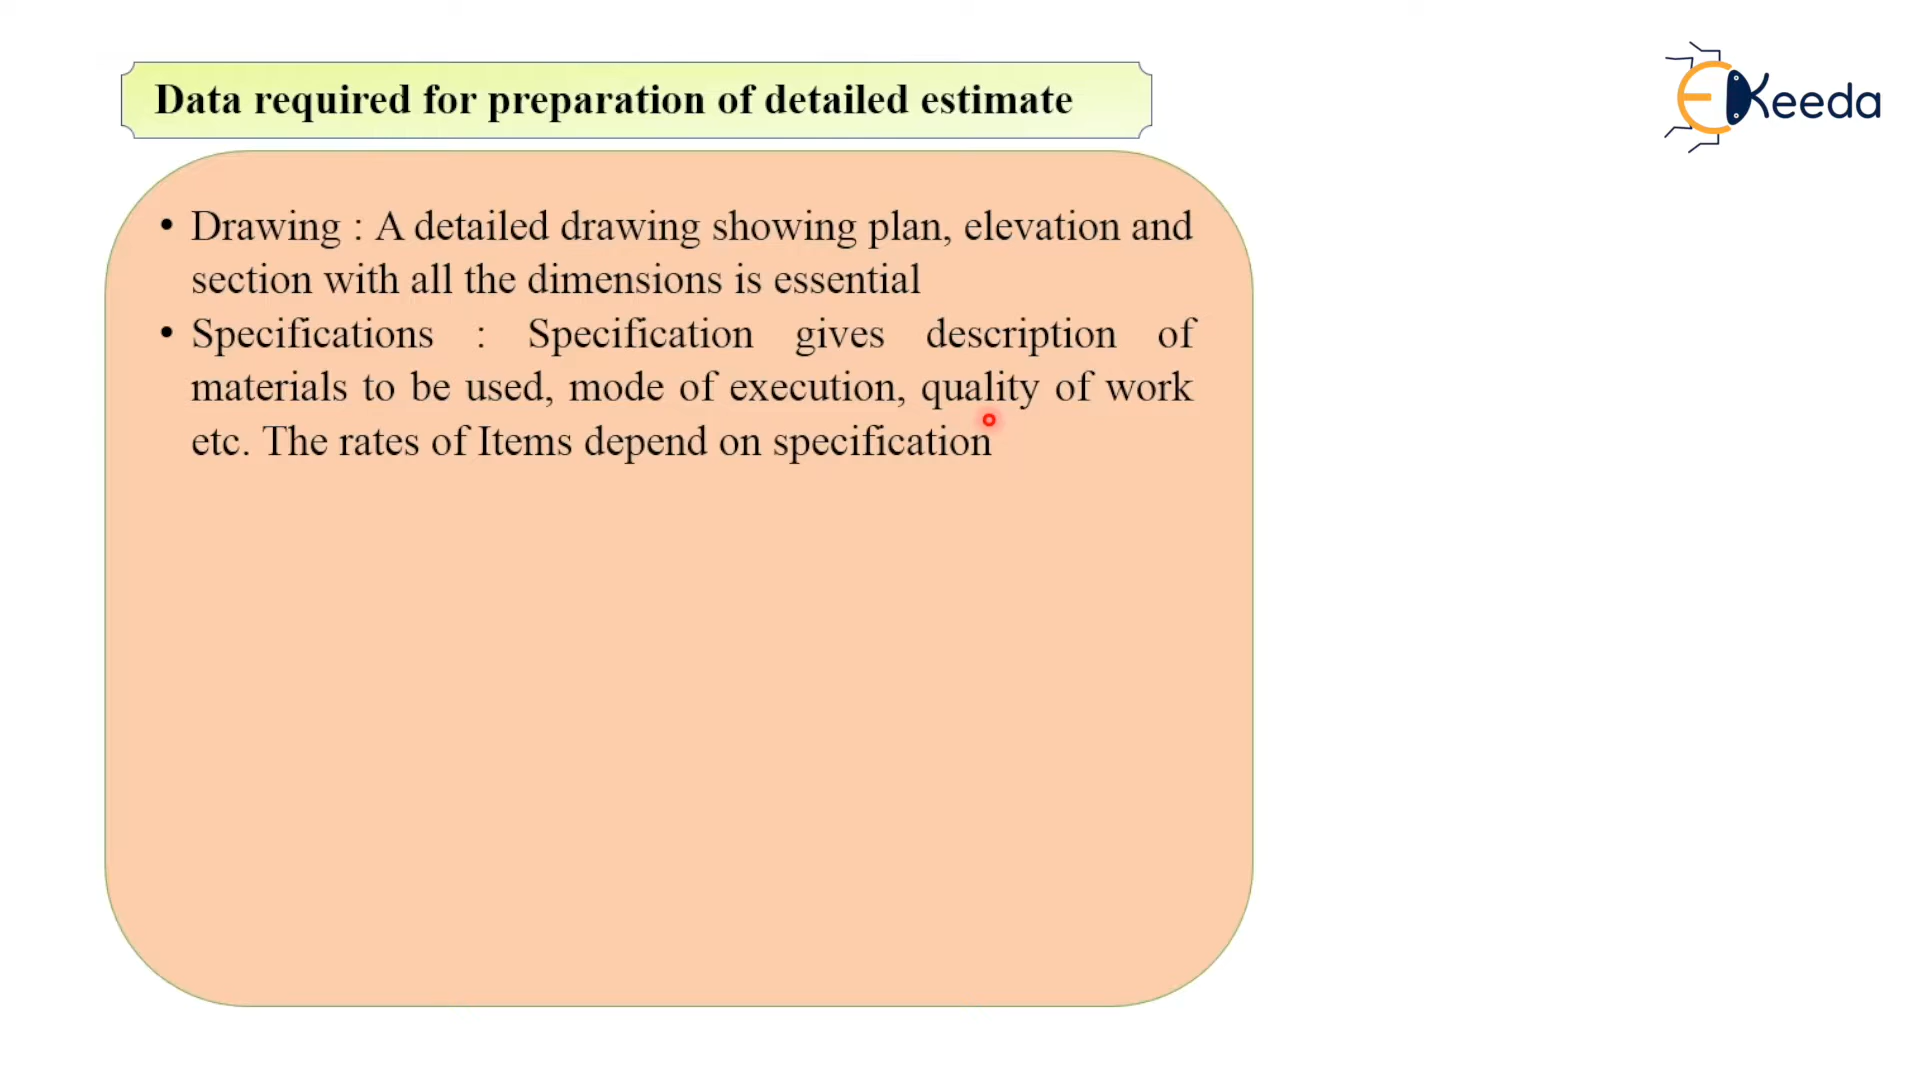 Data required for preparation of detailed estimate
EKeeda
• Drawing : A detailed drawing showing plan, elevation and
section with all the dimensions is essential
• Specifications : Specification gives description of
materials to be used, mode of execution, quality of work
etc. The rates of Items depend on specification